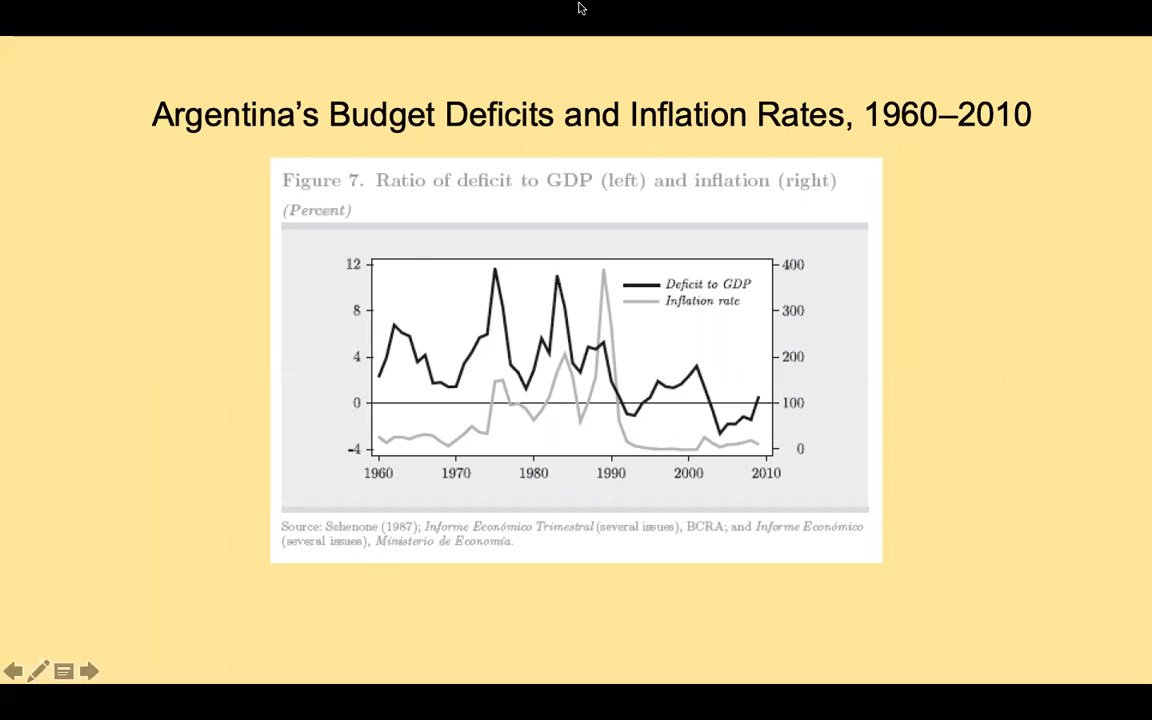 Argentina’s Budget Deficits and Inflation Rates, 1960–2010
Figure 7. Ratio of deficit to GDP (left) and inflation (right)
(Percent)
12
8
4
0
-4
400
300
200
100
0
Deficit to GDP
Inflation rate
1960 1970 1980 1990 2000 2010
Source: Schenone (1987); Informe Económico Trimestral (several issues), BCRA; and Informe Económico
(several issues), Ministerio de Economía.